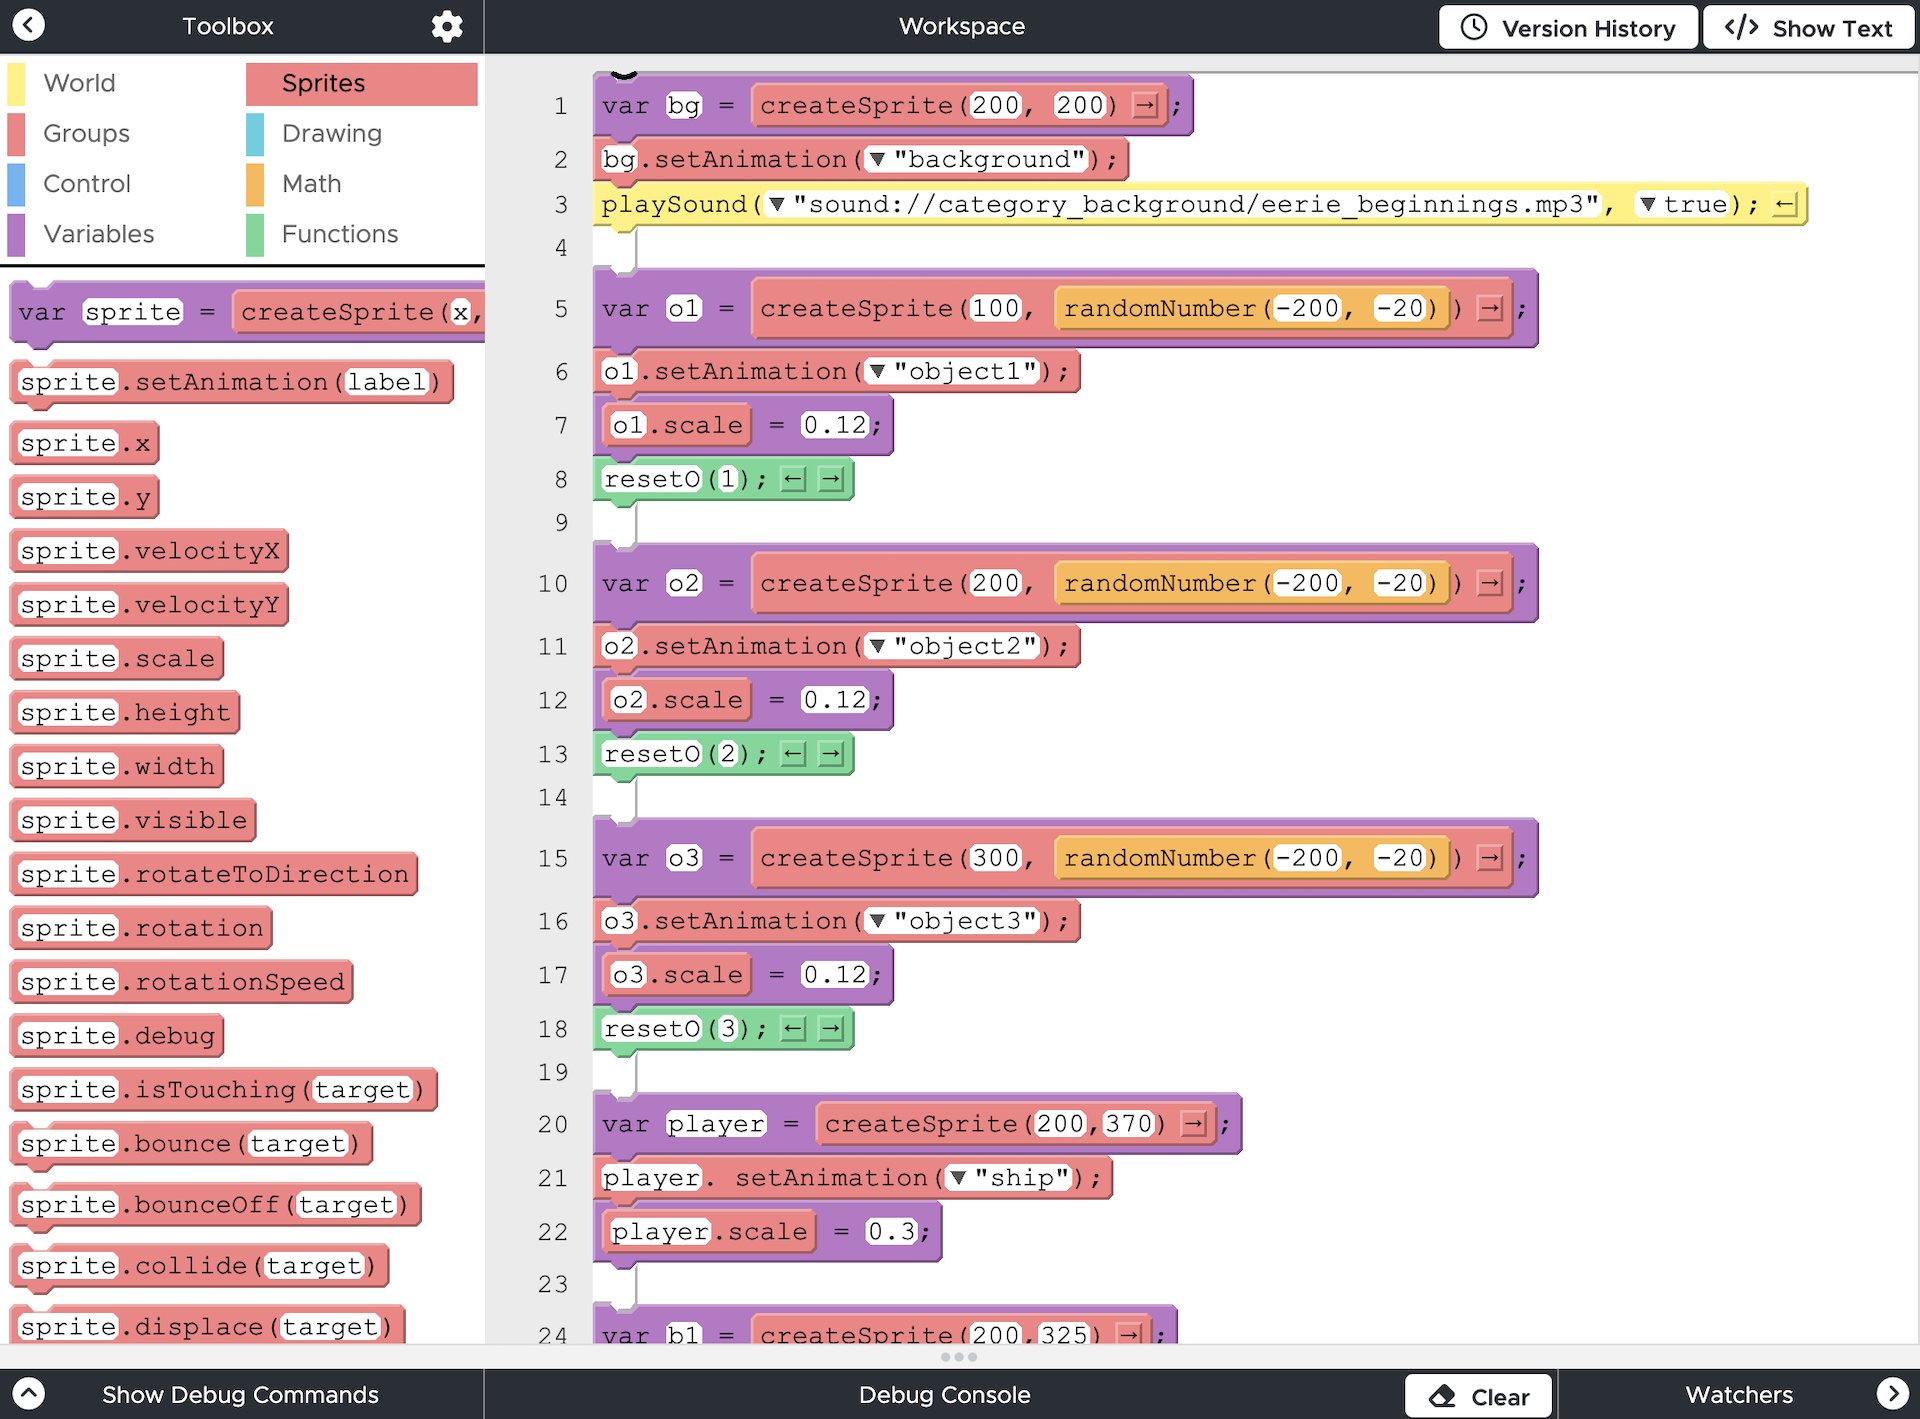 Toolbox
Workspace
Version History
</> Show Text
World
Sprites
Groups
Drawing
Control
Math
Variables
Functions
var sprite = createSprite(x,
sprite.setAnimation(label)
sprite.x
sprite.y
sprite.velocityX
sprite.velocityY
sprite.scale
sprite.height
sprite.width
sprite.visible
sprite.rotateToDirection
sprite.rotation
sprite.rotationSpeed
sprite.debug
sprite.isTouching(target)
sprite.bounce(target)
sprite.bounceOff(target)
sprite.collide(target)
sprite.displace(target)
1 var bg = createSprite(200, 200) → ;
2 bg.setAnimation(▼"background");
3 playSound(▼"sound://category_background/eerie_beginnings.mp3", ▼true); ←
4
5 var o1 = createSprite(100, randomNumber(-200, -20)) → ;
6 o1.setAnimation(▼"object1");
7 o1.scale = 0.12;
8 resetO(1); ← →
9
10 var o2 = createSprite(200, randomNumber(-200, -20)) → ;
11 o2.setAnimation(▼"object2");
12 o2.scale = 0.12;
13 resetO(2); ← →
14
15 var o3 = createSprite(300, randomNumber(-200, -20)) → ;
16 o3.setAnimation(▼"object3");
17 o3.scale = 0.12;
18 resetO(3); ← →
19
20 var player = createSprite(200,370) → ;
21 player. setAnimation(▼"ship");
22 player.scale = 0.3;
23
24 var b1 = createSprite(200,325) → ;
Show Debug Commands
Debug Console
Clear
Watchers